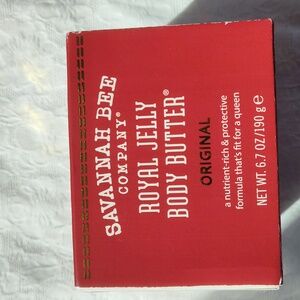 SAVANNAH BEE
COMPANY®
ROYAL JELLY
BODY BUTTER®
ORIGINAL
a nutrient-rich & protective
formula that's fit for a queen
NET WT. 6.7 OZ/190 g e